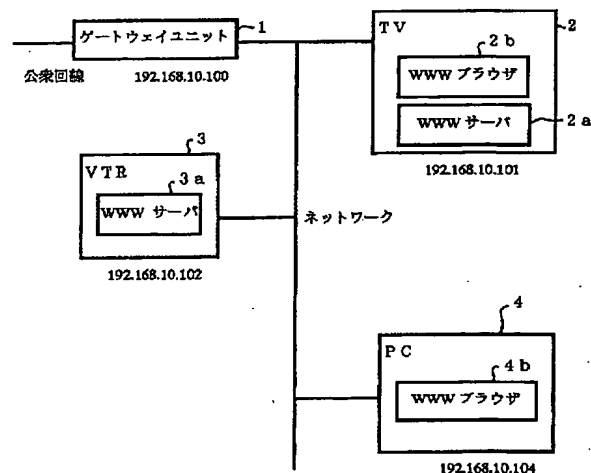 ゲートウェイユニット
1
公衆回線
192.168.10.100
TV
2
2b
WWW ブラウザ
WWW サーバ
2a
192.168.10.101
VTR
3
3a
WWW サーバ
192.168.10.102
ネットワーク
4
PC
4b
WWW ブラウザ
192.168.10.104